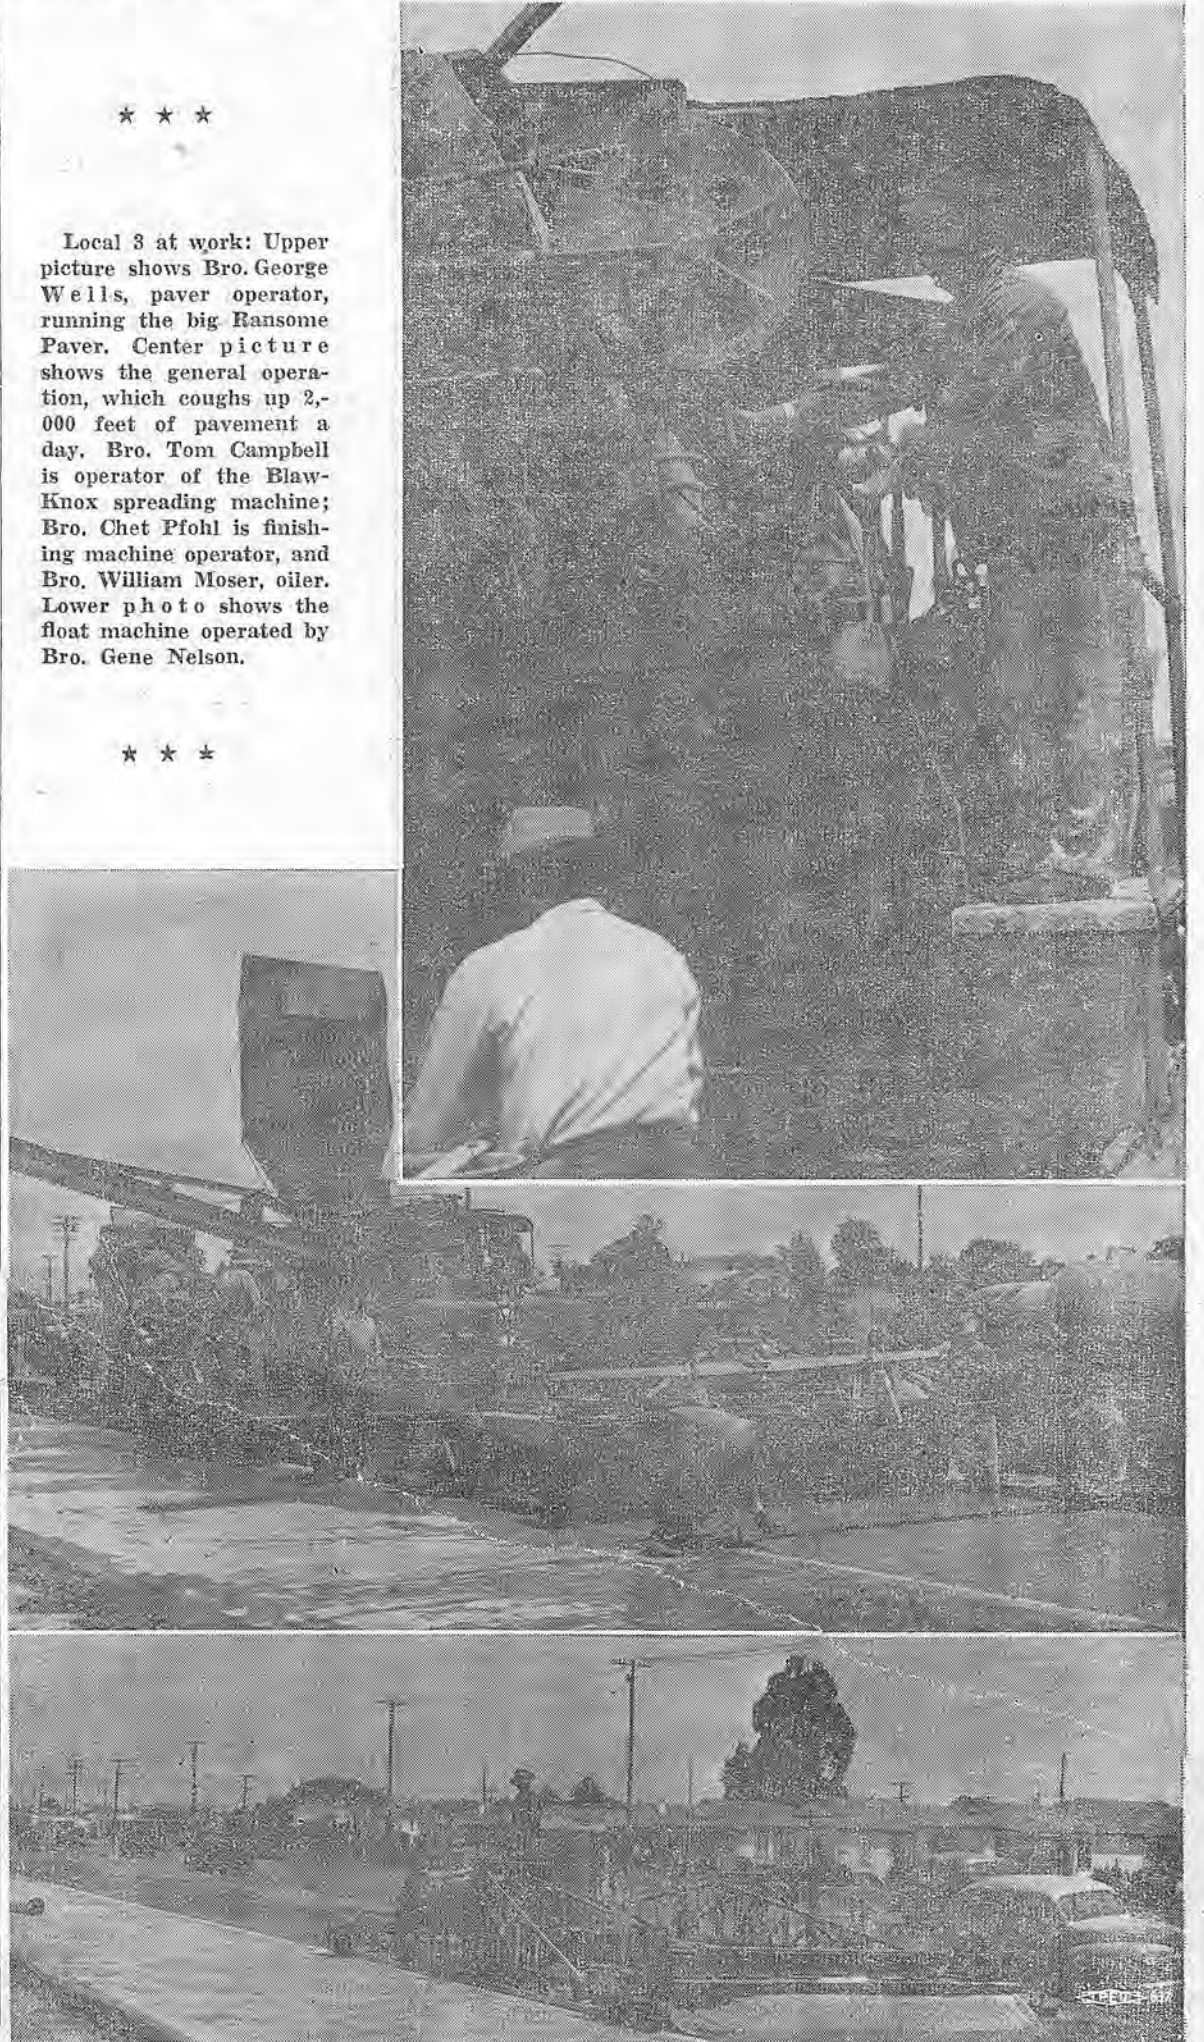 ★ ★ ★
Local 3 at work: Upper
picture shows Bro. George
Wells, paver operator,
running the big Ransome
Paver. Center picture
shows the general opera-
tion, which coughs up 2,-
000 feet of pavement a
day. Bro. Tom Campbell
is operator of the Blaw-
Knox spreading machine;
Bro. Chet Pfohl is finish-
ing machine operator, and
Bro. William Moser, oiler.
Lower photo shows the
float machine operated by
Bro. Gene Nelson.
★ ★ ★